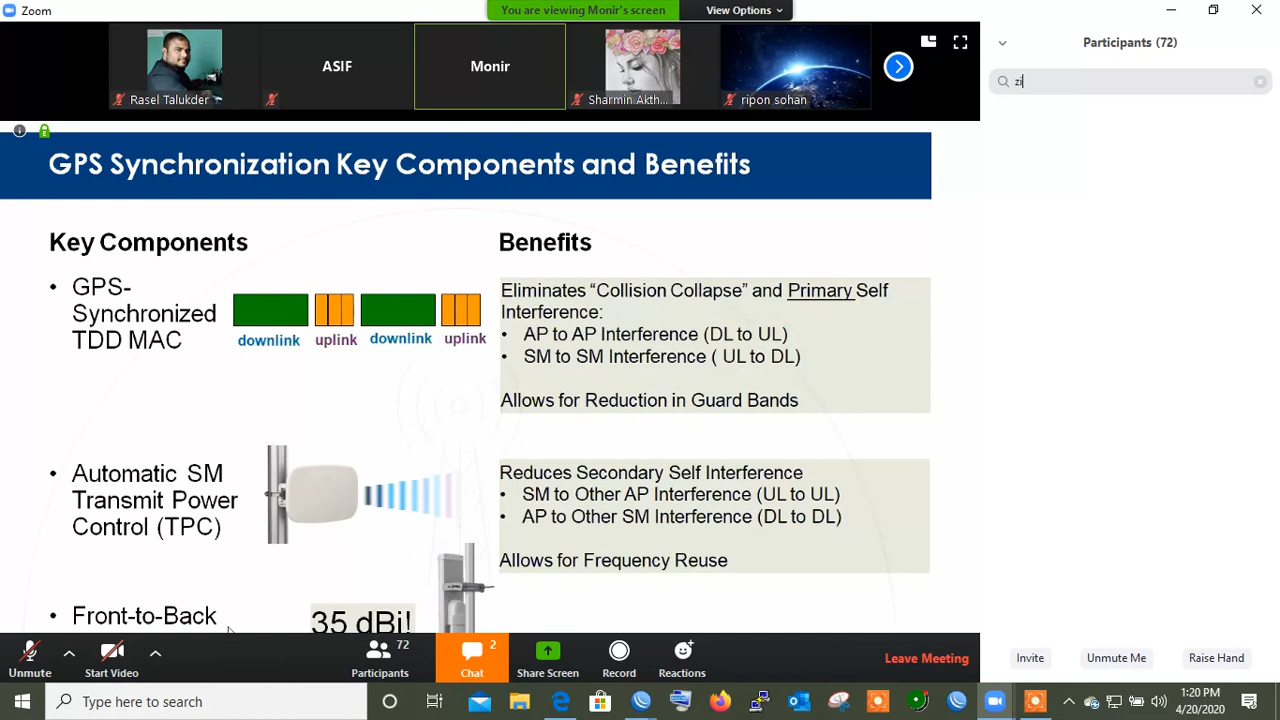 Zoom
You are viewing Monir's screen
View Options
Participants (72)
zi
Rasel Talukder
ASIF
Monir
Sharmin Akth...
ripon sohan
GPS Synchronization Key Components and Benefits
Key Components
• GPS-
Synchronized
TDD MAC
downlink uplink downlink uplink
• Automatic SM
Transmit Power
Control (TPC)
• Front-to-Back
35 dBi!
Benefits
Eliminates “Collision Collapse” and Primary Self
Interference:
• AP to AP Interference (DL to UL)
• SM to SM Interference ( UL to DL)
Allows for Reduction in Guard Bands
Reduces Secondary Self Interference
• SM to Other AP Interference (UL to UL)
• AP to Other SM Interference (DL to DL)
Allows for Frequency Reuse
Unmute
Start Video
72
Participants
2
Chat
Share Screen
Record
Reactions
Leave Meeting
Invite
Unmute Me
Raise Hand
Type here to search
1:20 PM
4/20/2020